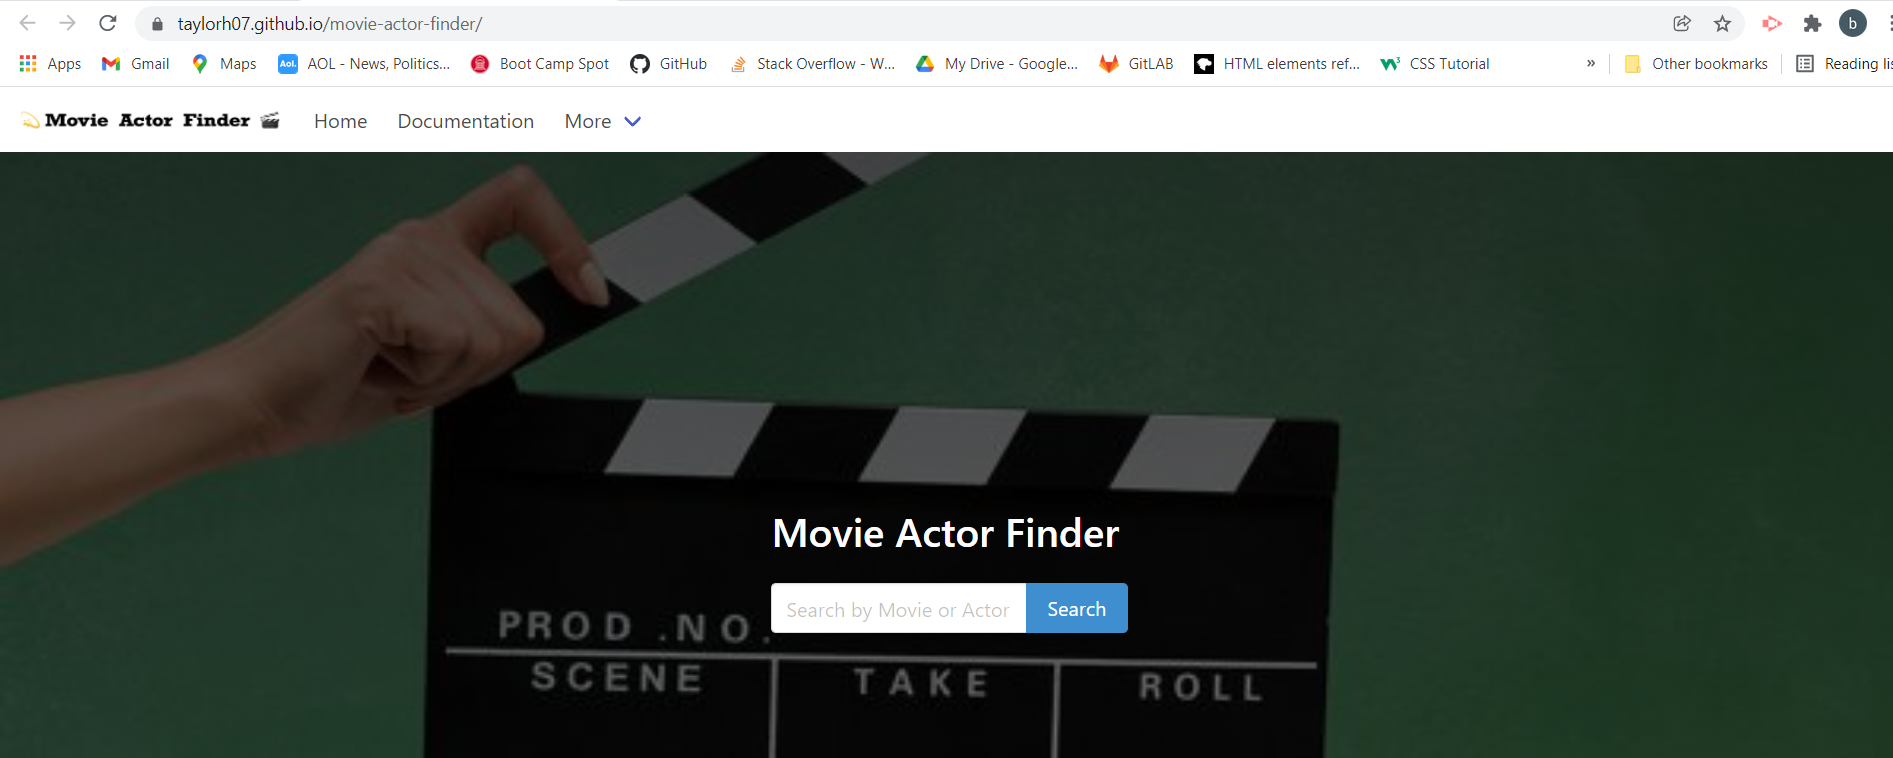 taylorh07.github.io/movie-actor-finder/
b
Apps Gmail Maps Aol. AOL - News, Politics... Boot Camp Spot GitHub Stack Overflow - W... My Drive - Google... GitLAB HTML elements ref... W3 CSS Tutorial » Other bookmarks Reading lis
Movie Actor Finder Home Documentation More
Movie Actor Finder
Search by Movie or Actor Search
PROD .NO.
SCENE TAKE ROLL